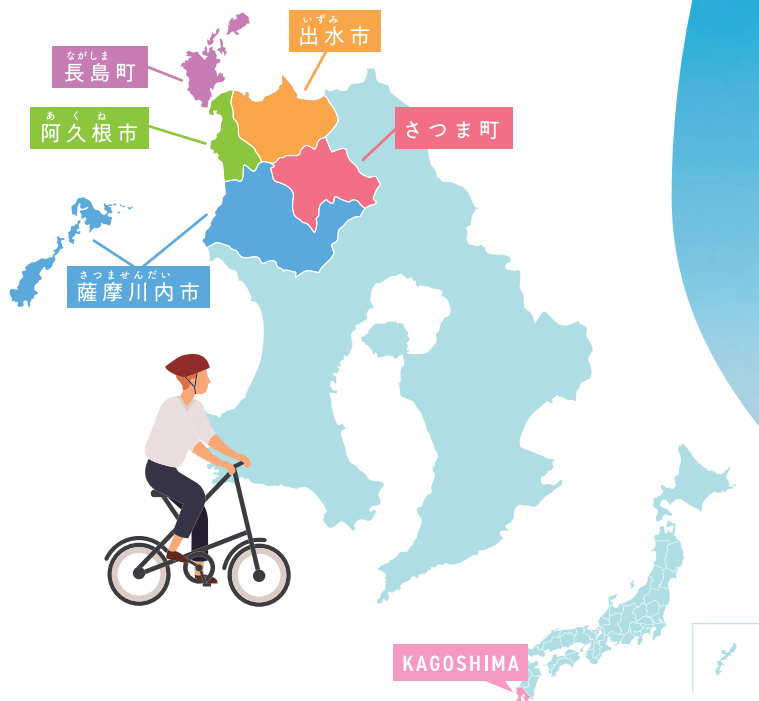 いずみ
出水市
ながしま
長島町
あくね
阿久根市
さつま町
さつませんだい
薩摩川内市
KAGOSHIMA